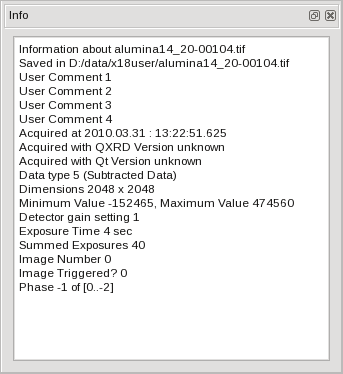 Info
Information about alumina14_20-00104.tif
Saved in D:/data/x18user/alumina14_20-00104.tif
User Comment 1
User Comment 2
User Comment 3
User Comment 4
Acquired at 2010.03.31 : 13:22:51.625
Acquired with QXRD Version unknown
Acquired with Qt Version unknown
Data type 5 (Subtracted Data)
Dimensions 2048 x 2048
Minimum Value -152465, Maximum Value 474560
Detector gain setting 1
Exposure Time 4 sec
Summed Exposures 40
Image Number 0
Image Triggered? 0
Phase -1 of [0..-2]